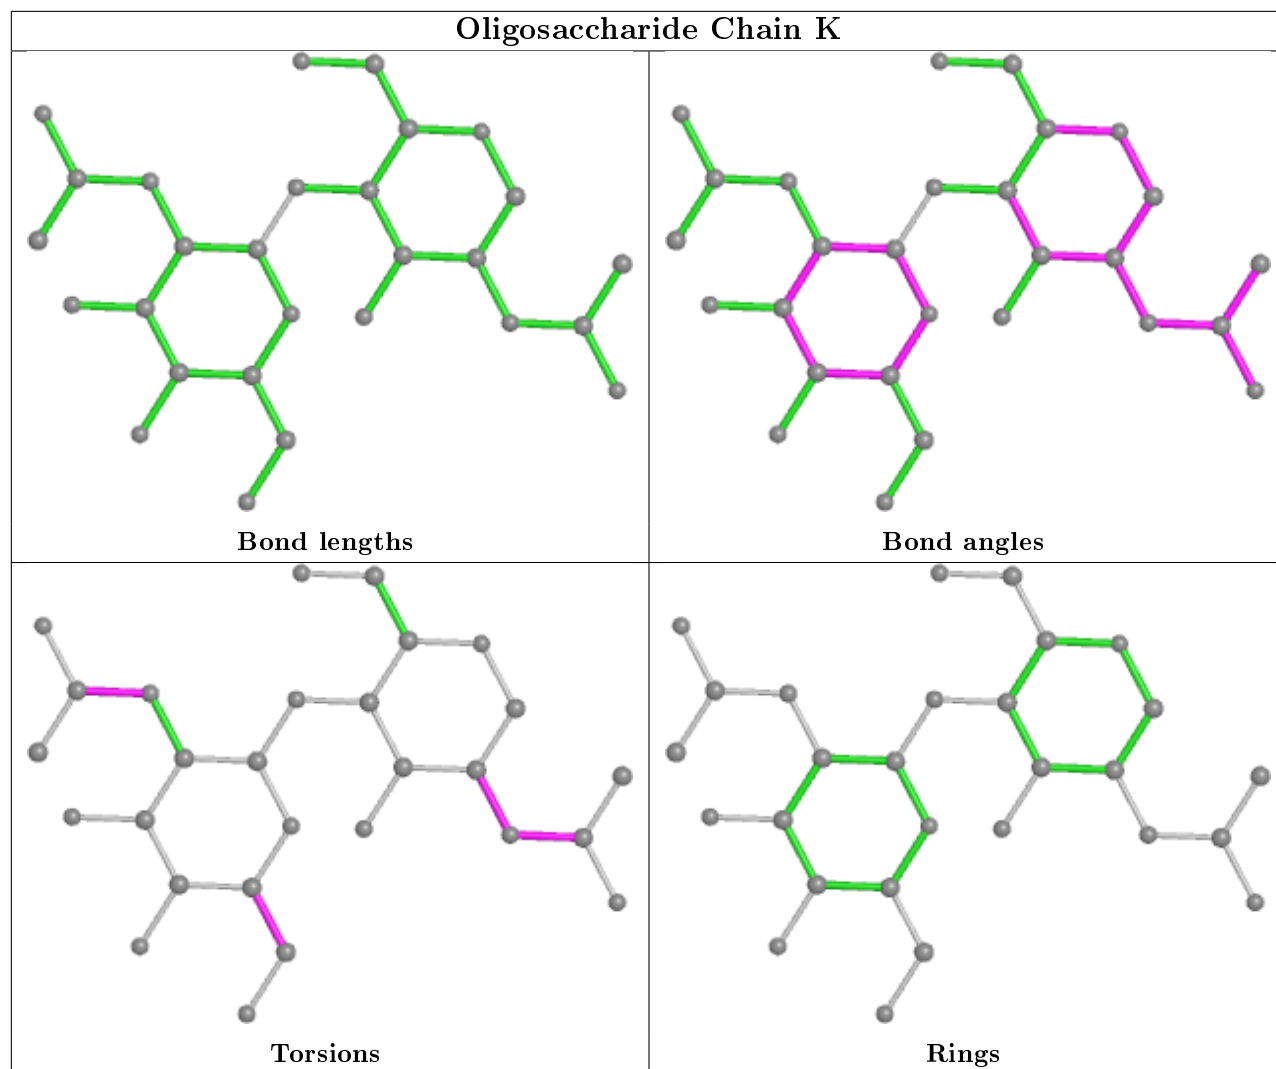 Oligosaccharide Chain K
Bond lengths
Bond angles
Torsions
Rings